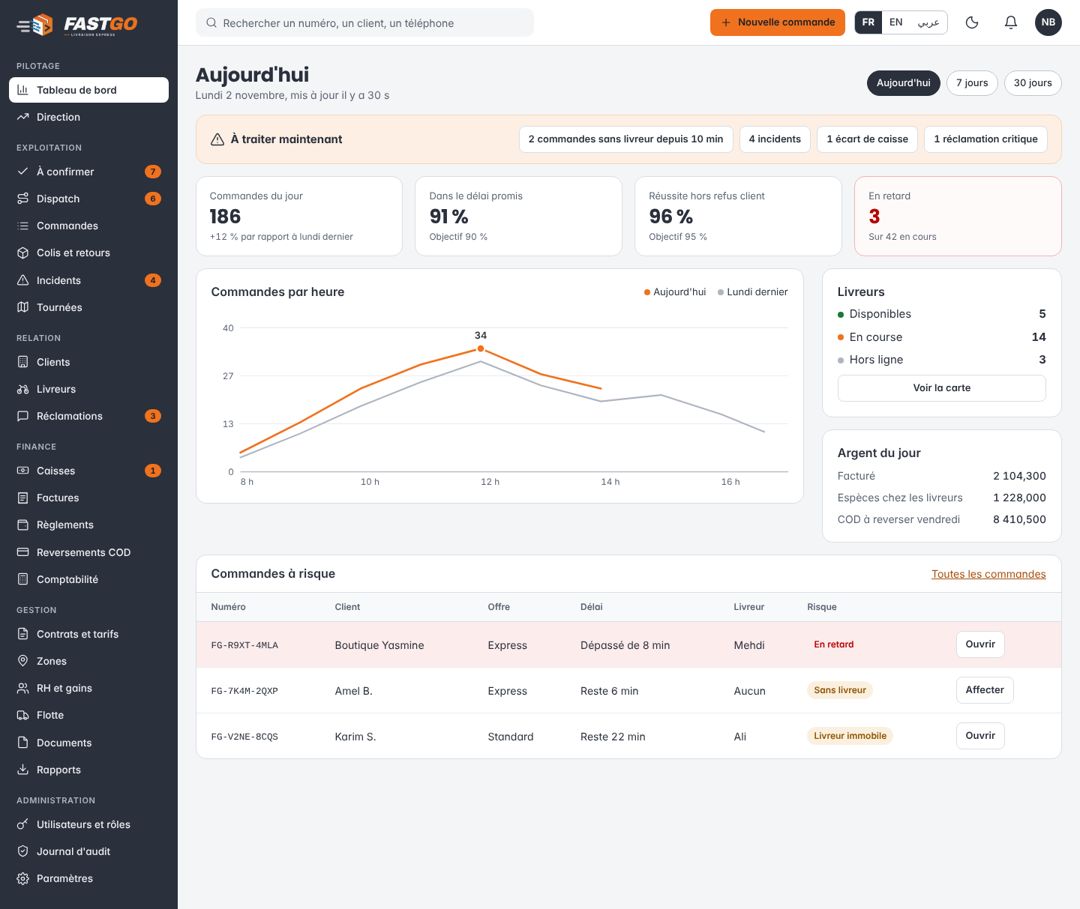 FASTGO
LIVRAISON EXPRESS
Rechercher un numéro, un client, un téléphone
+ Nouvelle commande
FR EN عربي
NB
PILOTAGE
Tableau de bord
Direction
EXPLOITATION
À confirmer 7
Dispatch 6
Commandes
Colis et retours
Incidents 4
Tournées
RELATION
Clients
Livreurs
Réclamations 3
FINANCE
Caisses 1
Factures
Règlements
Reversements COD
Comptabilité
GESTION
Contrats et tarifs
Zones
RH et gains
Flotte
Documents
Rapports
ADMINISTRATION
Utilisateurs et rôles
Journal d'audit
Paramètres
Aujourd'hui
Lundi 2 novembre, mis à jour il y a 30 s
Aujourd'hui 7 jours 30 jours
À traiter maintenant
2 commandes sans livreur depuis 10 min 4 incidents 1 écart de caisse 1 réclamation critique
Commandes du jour
186
+12 % par rapport à lundi dernier
Dans le délai promis
91 %
Objectif 90 %
Réussite hors refus client
96 %
Objectif 95 %
En retard
3
Sur 42 en cours
Commandes par heure
Aujourd'hui Lundi dernier
40
34
27
13
0
8 h 10 h 12 h 14 h 16 h
Livreurs
Disponibles 5
En course 14
Hors ligne 3
Voir la carte
Argent du jour
Facturé 2 104,300
Espèces chez les livreurs 1 228,000
COD à reverser vendredi 8 410,500
Commandes à risque
Toutes les commandes
Numéro Client Offre Délai Livreur Risque
FG-R9XT-4MLA Boutique Yasmine Express Dépassé de 8 min Mehdi En retard Ouvrir
FG-7K4M-2QXP Amel B. Express Reste 6 min Aucun Sans livreur Affecter
FG-V2NE-8CQS Karim S. Standard Reste 22 min Ali Livreur immobile Ouvrir